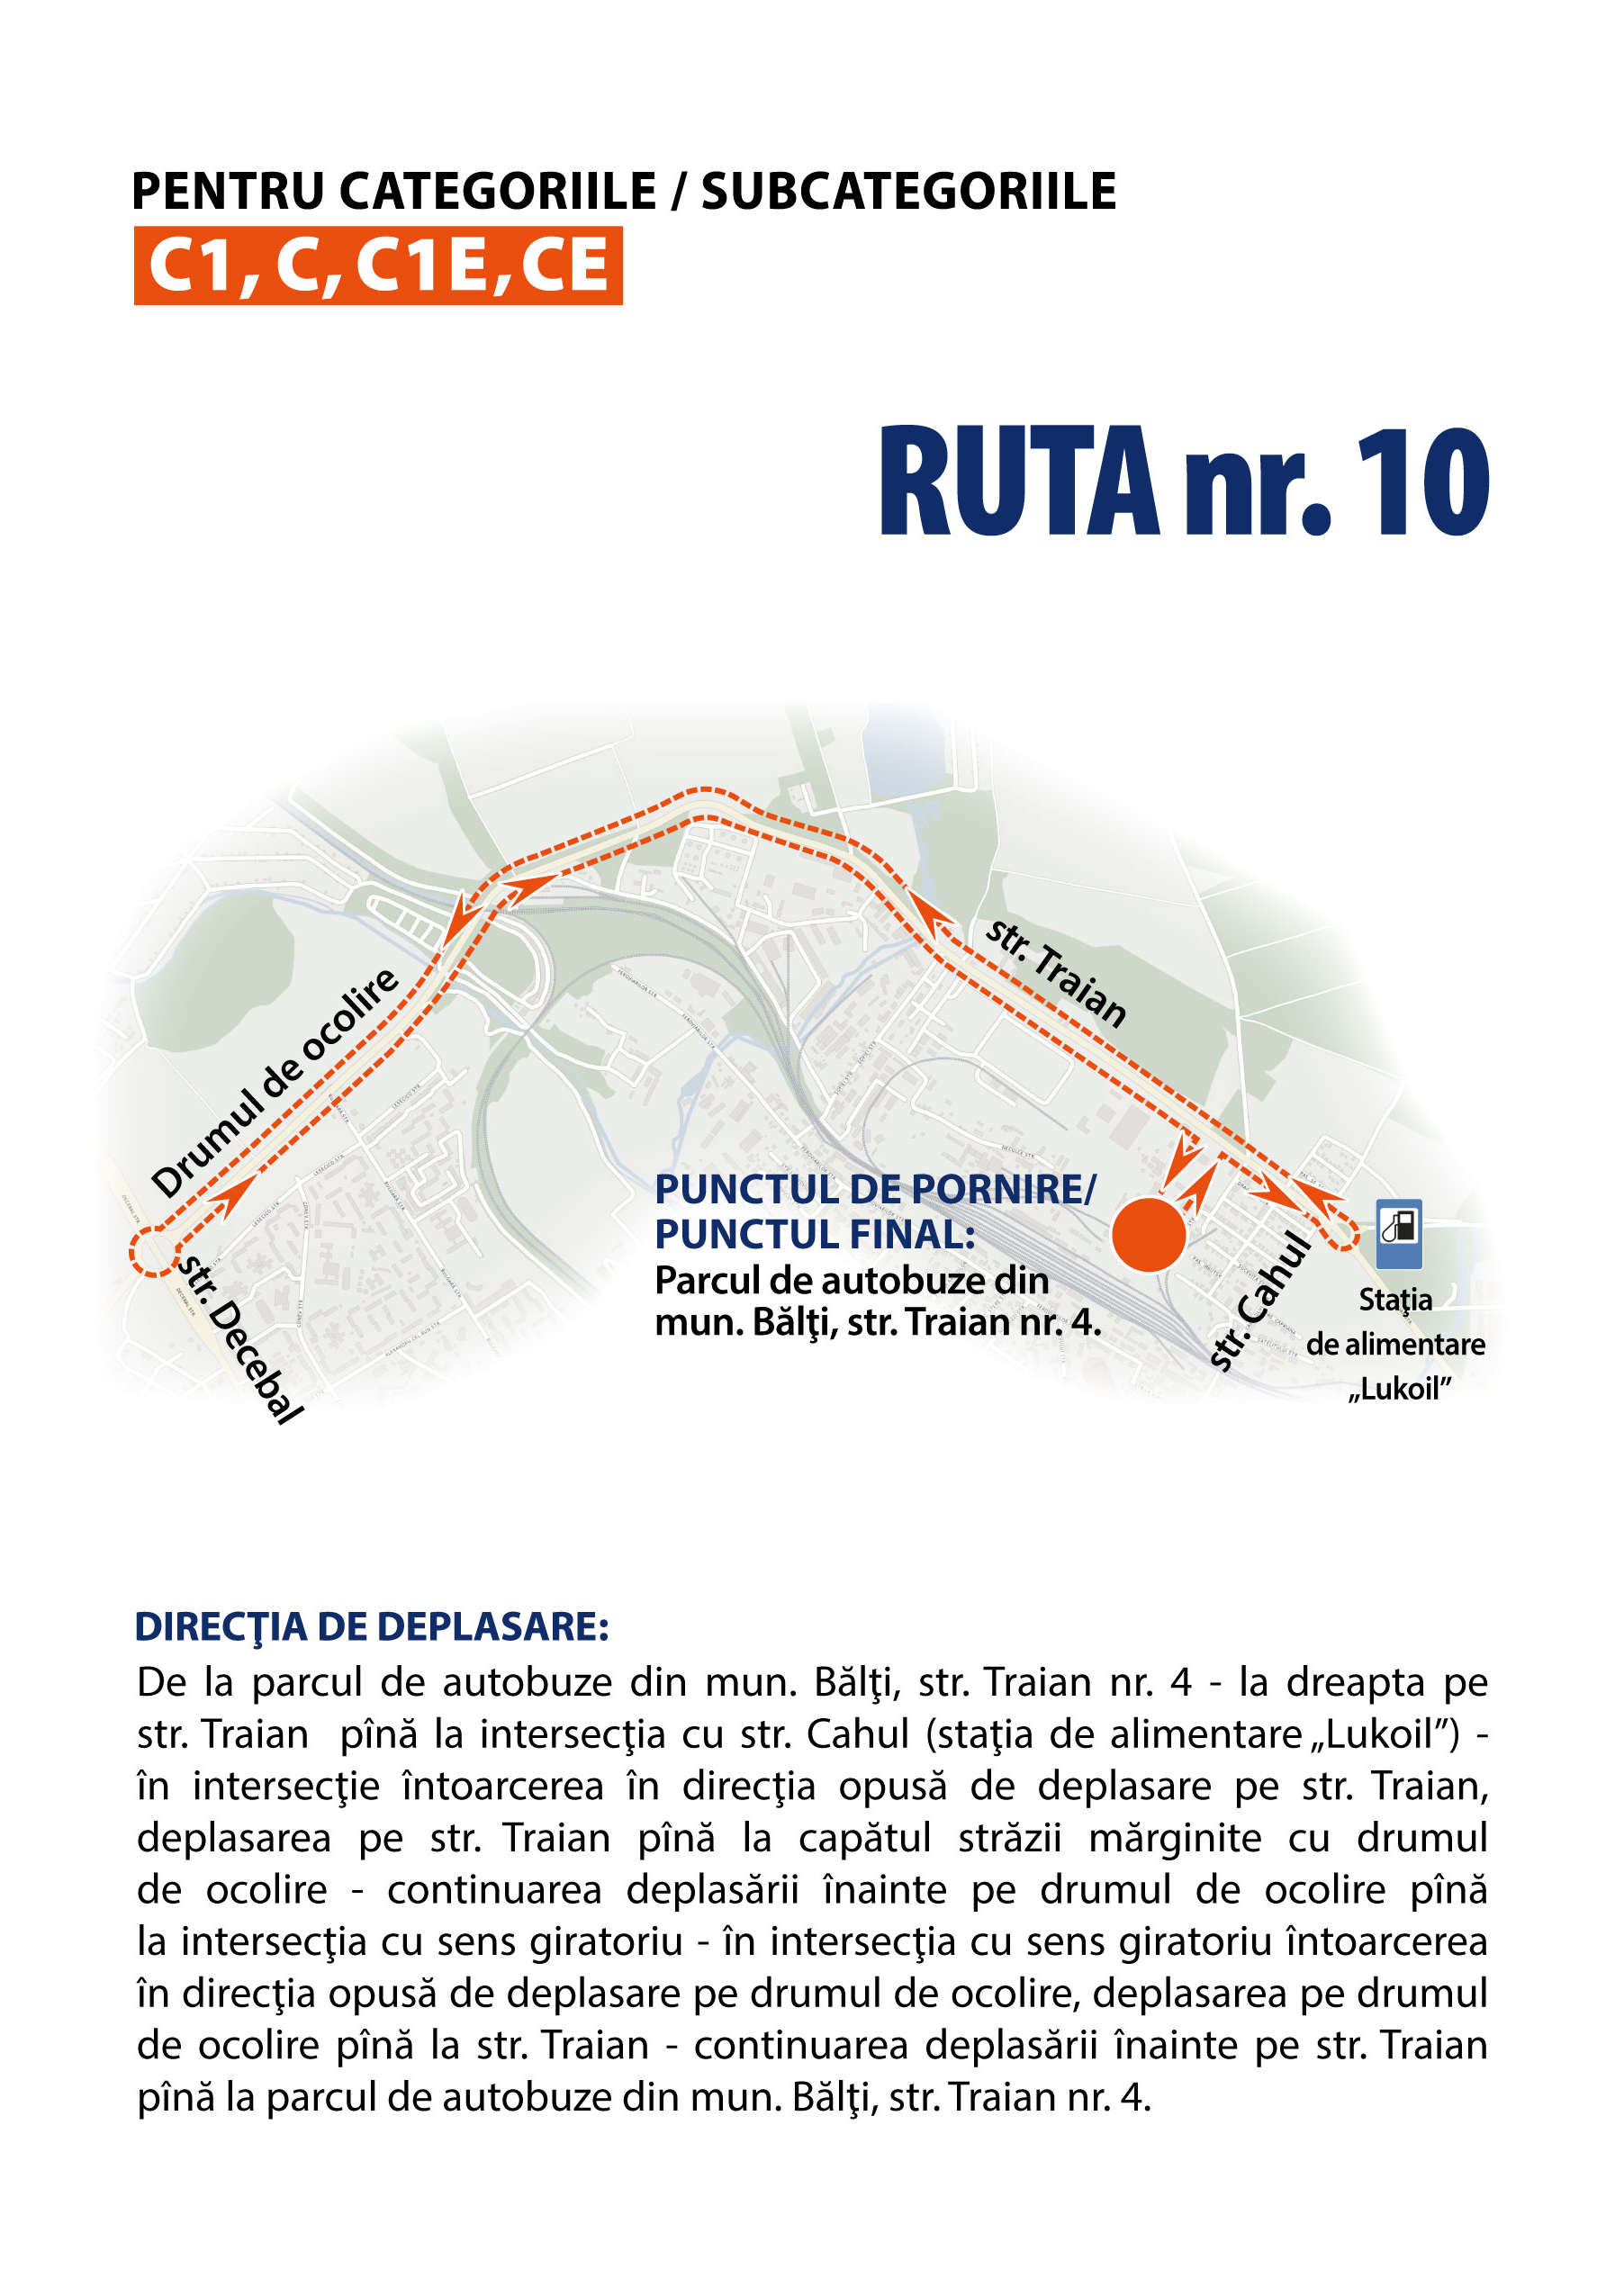 PENTRU CATEGORIILE / SUBCATEGORIILE
C1, C, C1E, CE
RUTA nr. 10
str. Traian
Drumul de ocolire
str. Decebal
PUNCTUL DE PORNIRE/
PUNCTUL FINAL:
Parcul de autobuze din
mun. Bălţi, str. Traian nr. 4.
str. Cahul
Staţia
de alimentare
„Lukoil”
DIRECŢIA DE DEPLASARE:
De la parcul de autobuze din mun. Bălţi, str. Traian nr. 4 - la dreapta pe
str. Traian pînă la intersecţia cu str. Cahul (staţia de alimentare „Lukoil”) -
în intersecţie întoarcerea în direcţia opusă de deplasare pe str. Traian,
deplasarea pe str. Traian pînă la capătul străzii mărginite cu drumul
de ocolire - continuarea deplasării înainte pe drumul de ocolire pînă
la intersecţia cu sens giratoriu - în intersecţia cu sens giratoriu întoarcerea
în direcţia opusă de deplasare pe drumul de ocolire, deplasarea pe drumul
de ocolire pînă la str. Traian - continuarea deplasării înainte pe str. Traian
pînă la parcul de autobuze din mun. Bălţi, str. Traian nr. 4.